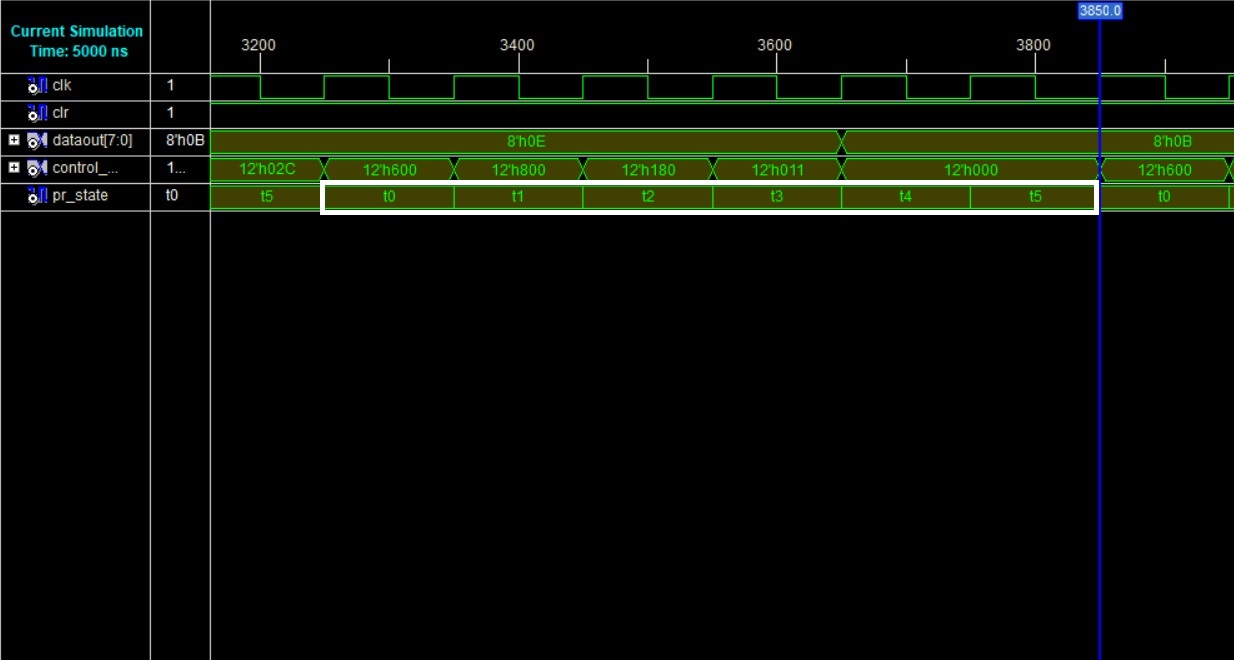 3850.0
Current Simulation
Time: 5000 ns
3200 3400 3600 3800
clk 1
clr 1
dataout[7:0] 8'h0B 8'h0E 8'h0B
control_... 1... 12'h02C 12'h600 12'h800 12'h180 12'h011 12'h000 12'h600
pr_state t0 t5 t0 t1 t2 t3 t4 t5 t0